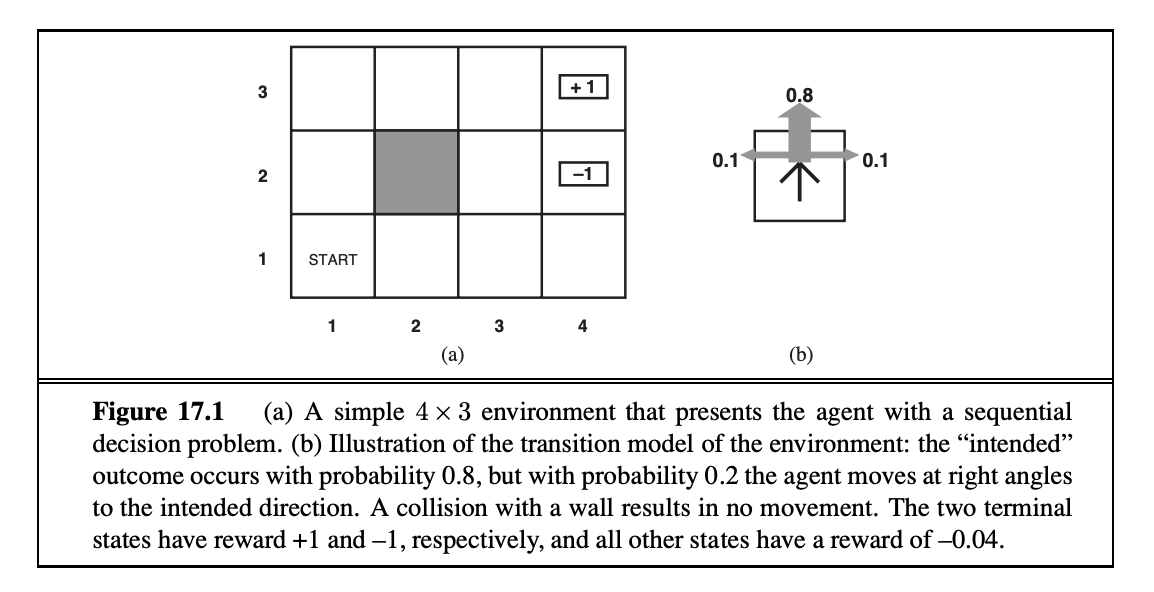 3
+ 1
0.8
2
–1
0.1
0.1
1
START
1 2 3 4
(a)
(b)
Figure 17.1 (a) A simple 4 × 3 environment that presents the agent with a sequential
decision problem. (b) Illustration of the transition model of the environment: the “intended”
outcome occurs with probability 0.8, but with probability 0.2 the agent moves at right angles
to the intended direction. A collision with a wall results in no movement. The two terminal
states have reward +1 and –1, respectively, and all other states have a reward of –0.04.